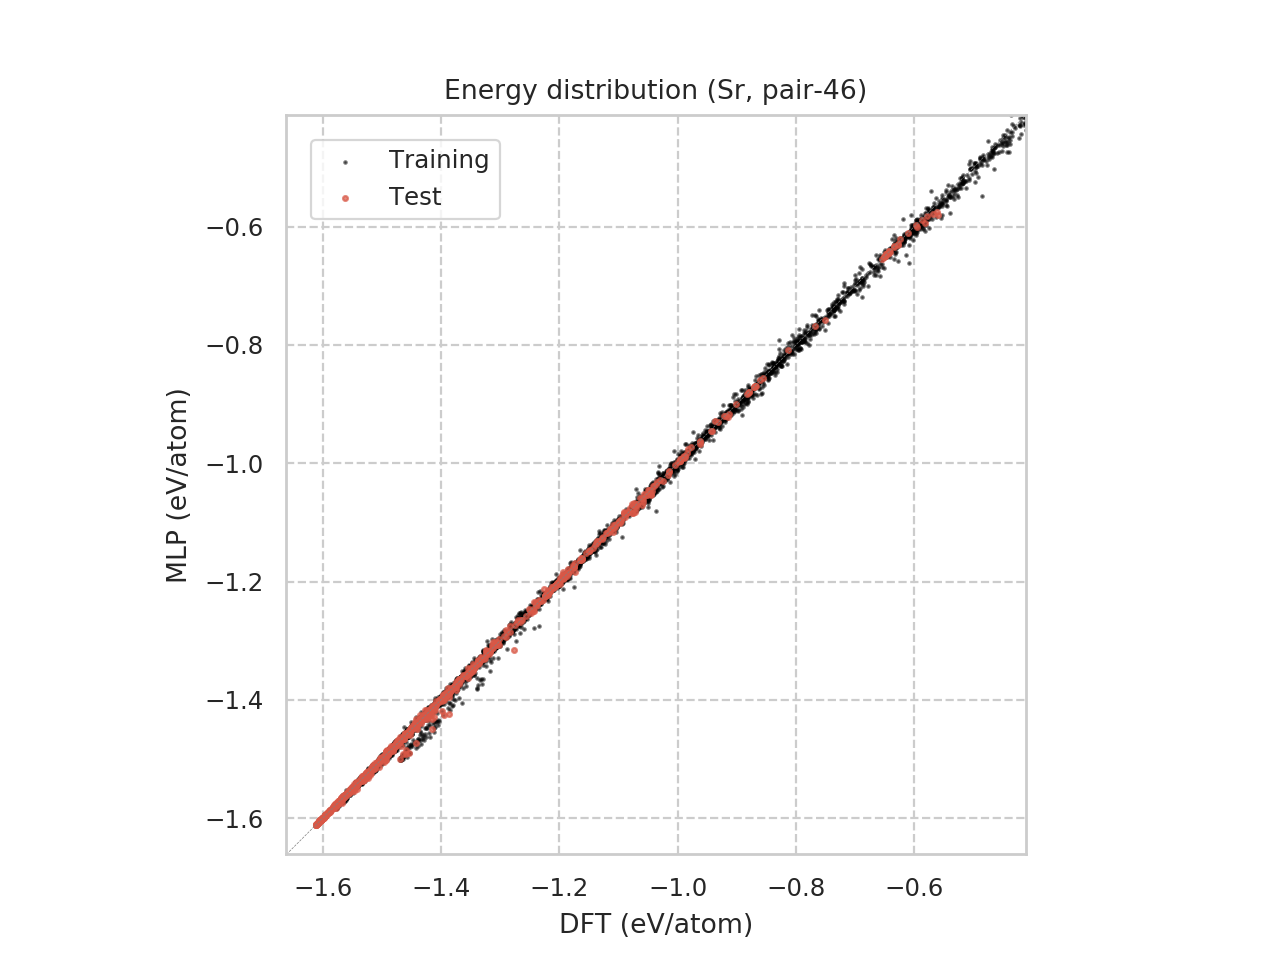 Energy distribution (Sr, pair-46)
Training
Test
−0.6
−0.8
−1.0
−1.2
−1.4
−1.6
MLP (eV/atom)
−1.6 −1.4 −1.2 −1.0 −0.8 −0.6
DFT (eV/atom)